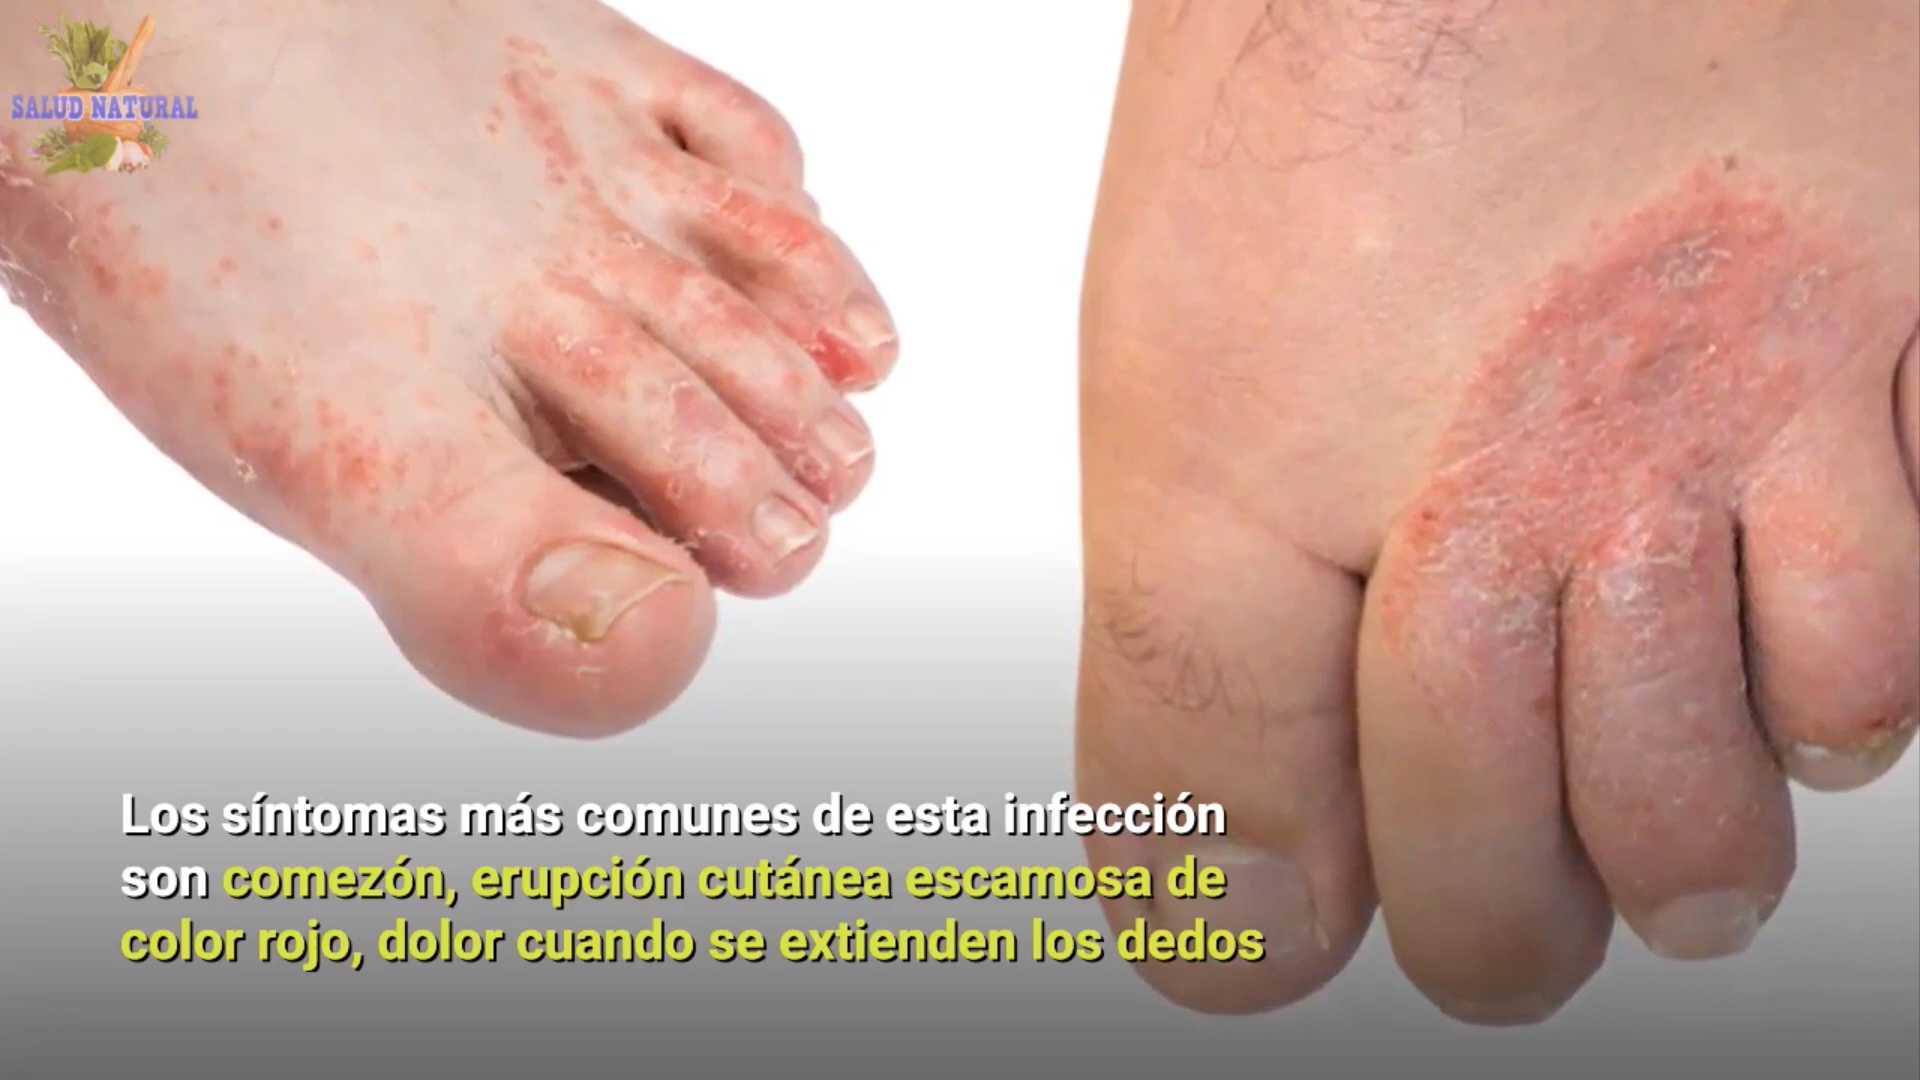 SALUD NATURAL
Los síntomas más comunes de esta infección
son comezón, erupción cutánea escamosa de
color rojo, dolor cuando se extienden los dedos